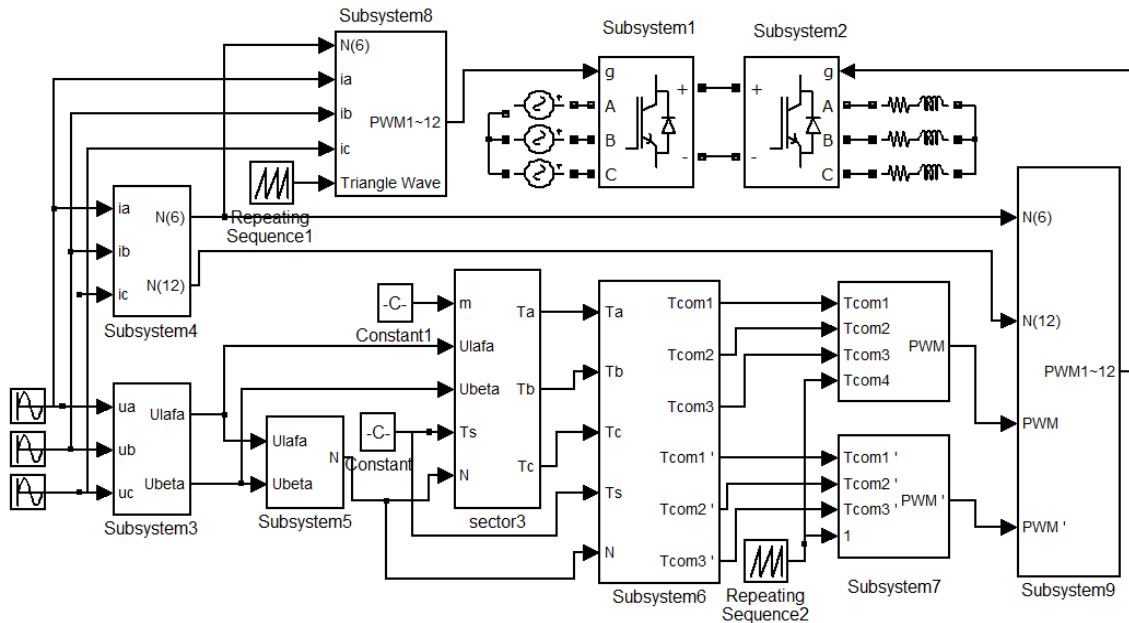 Subsystem8
N(6)
ia
ib
ic
Triangle Wave
PWM1~12
Repeating
Sequence1
Subsystem1
g
A
B
C
+
-
Subsystem2
+
-
g
A
B
C
+
+
+
ia
ib
ic
N(6)
N(12)
Subsystem4
ua
ub
uc
Ulafa
Ubeta
Subsystem3
Ulafa
Ubeta
N
Subsystem5
-C-
Constant1
-C-
Constant
m
Ulafa
Ubeta
Ts
N
Ta
Tb
Tc
sector3
Ta
Tb
Tc
Ts
N
Tcom1
Tcom2
Tcom3
Tcom1 '
Tcom2 '
Tcom3 '
Subsystem6
Repeating
Sequence2
Tcom1
Tcom2
Tcom3
Tcom4
PWM
Tcom1 '
Tcom2 '
Tcom3 '
1
PWM '
Subsystem7
N(6)
N(12)
PWM
PWM '
PWM1~12
Subsystem9